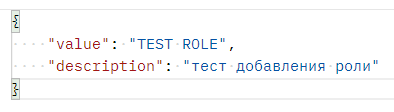 {
    "value": "TEST ROLE",
    "description": "тест добавления роли"
}